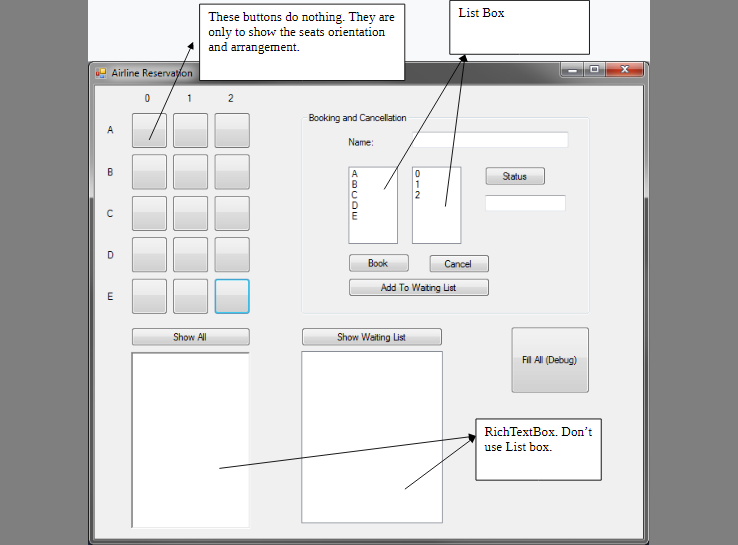 These buttons do nothing. They are
only to show the seats orientation
and arrangement.
List Box
Airline Reservation
0 1 2
A
B
C
D
E
Booking and Cancellation
Name:
A
B
C
D
E
0
1
2
Status
Book
Cancel
Add To Waiting List
Show All
Show Waiting List
Fill All (Debug)
RichTextBox. Don’t
use List box.